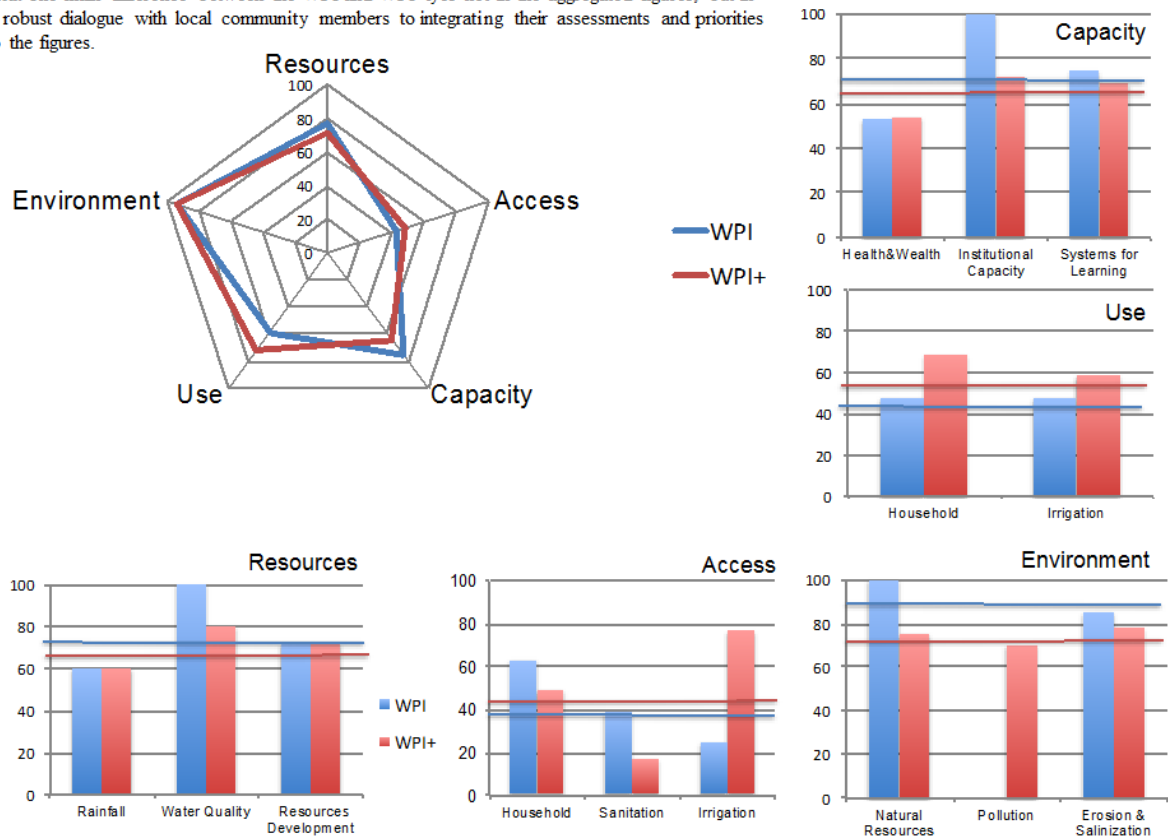 robust dialogue with local community members to integrating their assessments and priorities
the figures.
Resources
100
80
60
40
20
0
Environment
Access
Use
Capacity
WPI
WPI+
Capacity
100
80
60
40
20
0
Health&Wealth
Institutional Capacity
Systems for Learning
Use
100
80
60
40
20
0
Household
Irrigation
Resources
100
80
60
40
20
0
Rainfall
Water Quality
Resources Development
WPI
WPI+
Access
100
80
60
40
20
0
Household
Sanitation
Irrigation
Environment
100
80
60
40
20
0
Natural Resources
Pollution
Erosion & Salinization